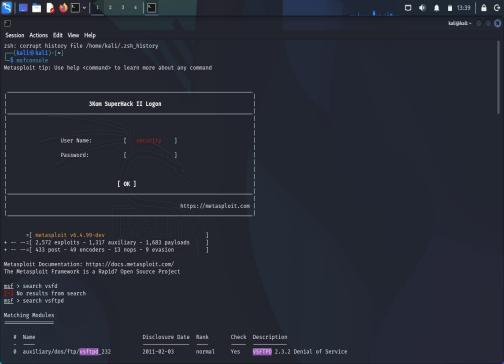 1 2 3 4
13:39
kali@kali: ~
Session Actions Edit View Help
zsh: corrupt history file /home/kali/.zsh_history
(kali㉿kali)-[~]
$ msfconsole
Metasploit tip: Use help <command> to learn more about any command
3Kom SuperHack II Logon
User Name: [ security ]
Password: [ ]
[ OK ]
https://metasploit.com
=[ metasploit v6.4.99-dev ]
+ -- --=[ 2,572 exploits - 1,317 auxiliary - 1,683 payloads ]
+ -- --=[ 433 post - 49 encoders - 13 nops - 9 evasion ]
Metasploit Documentation: https://docs.metasploit.com/
The Metasploit Framework is a Rapid7 Open Source Project
msf > search vsfd
[-] No results from search
msf > search vsftpd
Matching Modules
================
# Name Disclosure Date Rank Check Description
0 auxiliary/dos/ftp/vsftpd_232 2011-02-03 normal Yes VSFTPD 2.3.2 Denial of Service